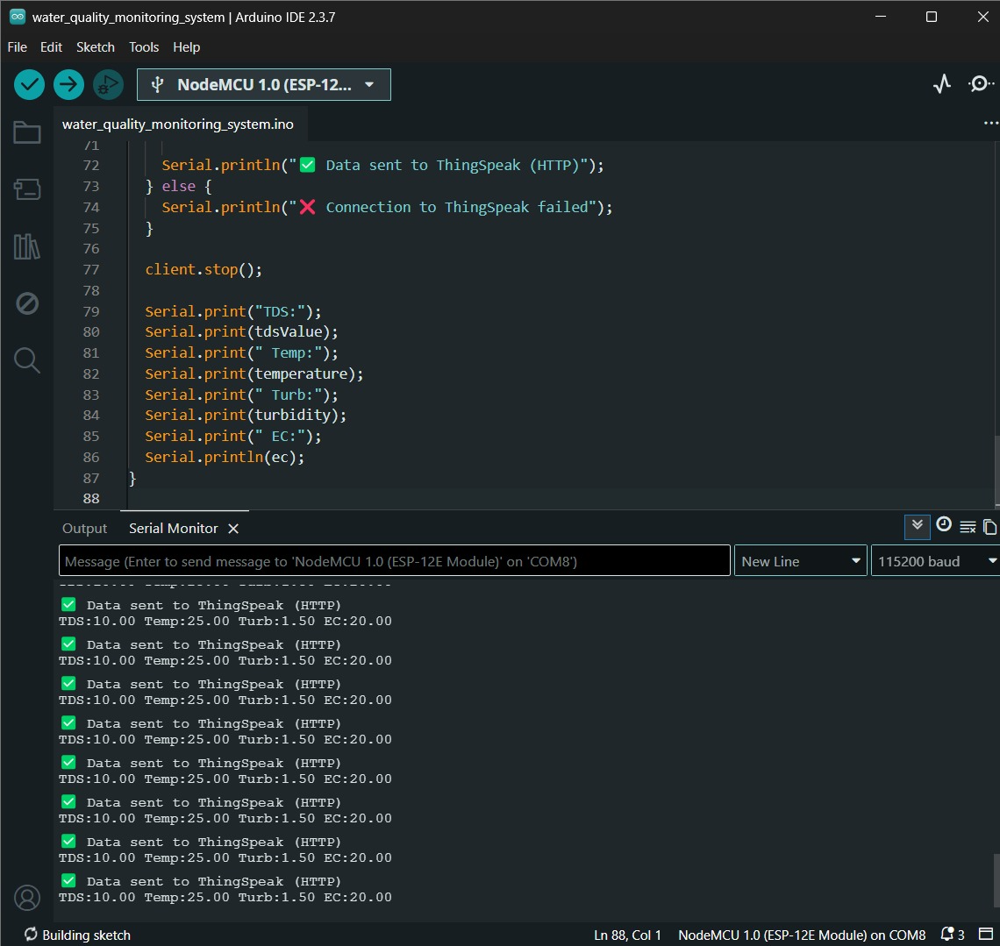 water_quality_monitoring_system | Arduino IDE 2.3.7
File Edit Sketch Tools Help
NodeMCU 1.0 (ESP-12...
water_quality_monitoring_system.ino
71
72 Serial.println("✅ Data sent to ThingSpeak (HTTP)");
73 } else {
74 Serial.println("❌ Connection to ThingSpeak failed");
75 }
76
77 client.stop();
78
79 Serial.print("TDS:");
80 Serial.print(tdsValue);
81 Serial.print(" Temp:");
82 Serial.print(temperature);
83 Serial.print(" Turb:");
84 Serial.print(turbidity);
85 Serial.print(" EC:");
86 Serial.println(ec);
87 }
88
Output Serial Monitor
Message (Enter to send message to 'NodeMCU 1.0 (ESP-12E Module)' on 'COM8') New Line 115200 baud
✅ Data sent to ThingSpeak (HTTP)
TDS:10.00 Temp:25.00 Turb:1.50 EC:20.00
✅ Data sent to ThingSpeak (HTTP)
TDS:10.00 Temp:25.00 Turb:1.50 EC:20.00
✅ Data sent to ThingSpeak (HTTP)
TDS:10.00 Temp:25.00 Turb:1.50 EC:20.00
✅ Data sent to ThingSpeak (HTTP)
TDS:10.00 Temp:25.00 Turb:1.50 EC:20.00
✅ Data sent to ThingSpeak (HTTP)
TDS:10.00 Temp:25.00 Turb:1.50 EC:20.00
✅ Data sent to ThingSpeak (HTTP)
TDS:10.00 Temp:25.00 Turb:1.50 EC:20.00
✅ Data sent to ThingSpeak (HTTP)
TDS:10.00 Temp:25.00 Turb:1.50 EC:20.00
✅ Data sent to ThingSpeak (HTTP)
TDS:10.00 Temp:25.00 Turb:1.50 EC:20.00
Building sketch Ln 88, Col 1 NodeMCU 1.0 (ESP-12E Module) on COM8 3